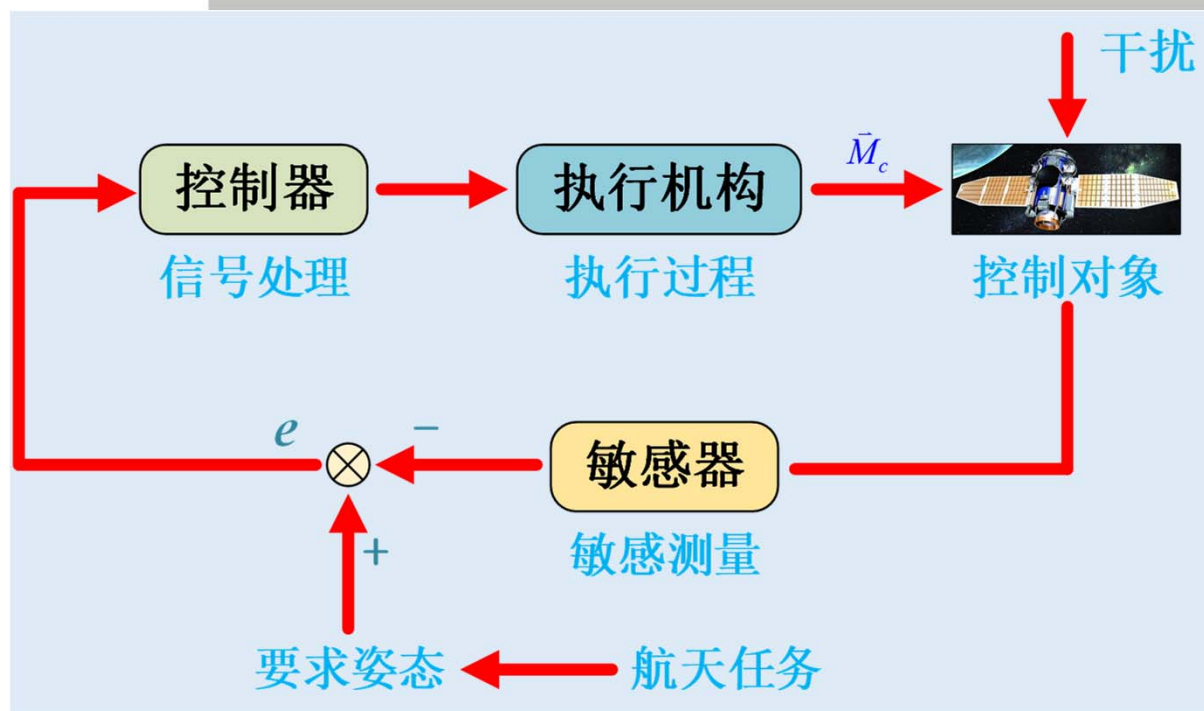 干扰
控制器
执行机构
M̄c
信号处理
执行过程
控制对象
e
−
敏感器
+
敏感测量
要求姿态
航天任务